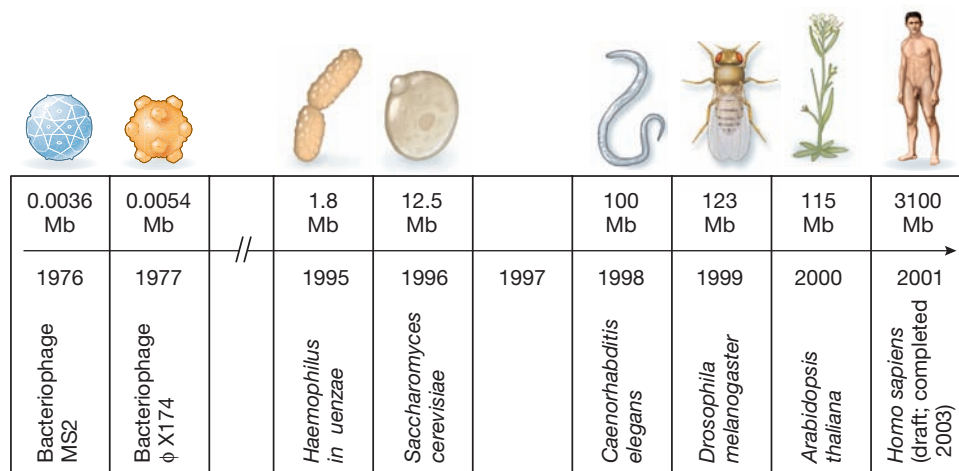 0.0036
Mb
0.0054
Mb
1.8
Mb
12.5
Mb
100
Mb
123
Mb
115
Mb
3100
Mb
1976
1977
1995
1996
1997
1998
1999
2000
2001
Bacteriophage
MS2
Bacteriophage
ϕ X174
Haemophilus
in uenzae
Saccharomyces
cerevisiae
Caenorhabditis
elegans
Drosophila
melanogaster
Arabidopsis
thaliana
Homo sapiens
(draft; completed
2003)